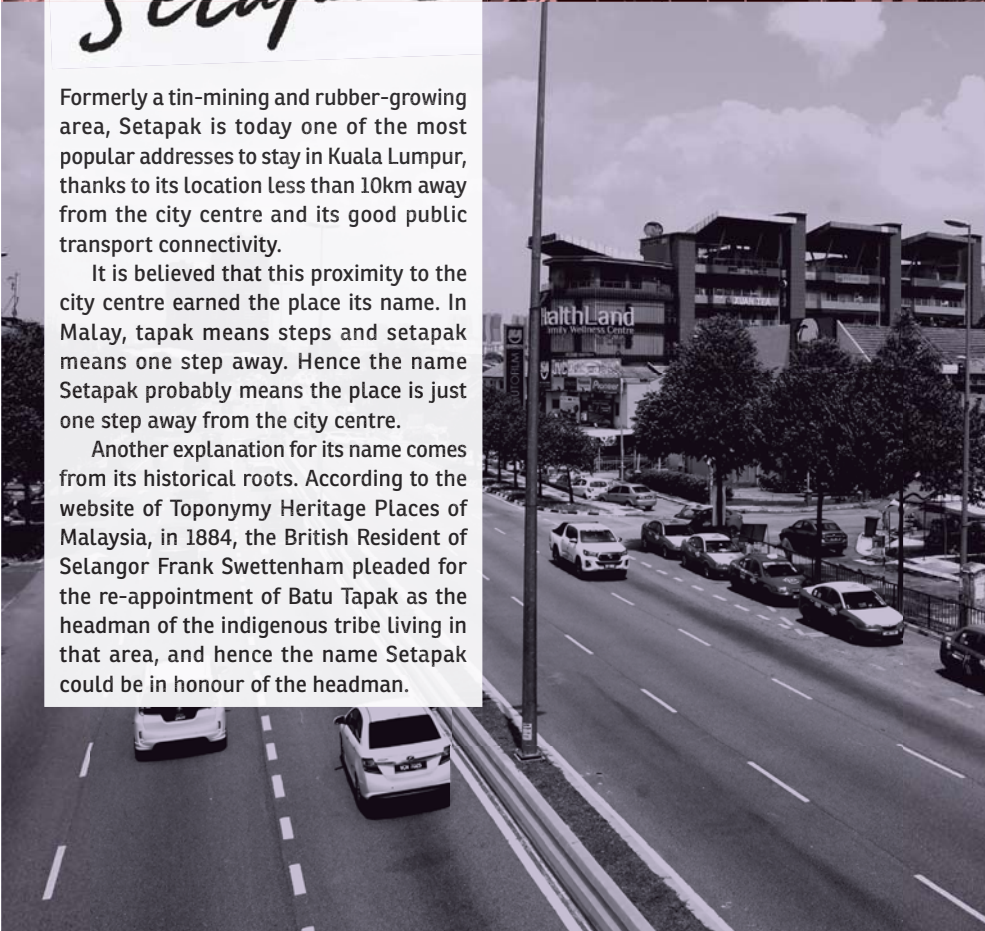 Setapak
Formerly a tin-mining and rubber-growing
area, Setapak is today one of the most
popular addresses to stay in Kuala Lumpur,
thanks to its location less than 10km away
from the city centre and its good public
transport connectivity.
It is believed that this proximity to the
city centre earned the place its name. In
Malay, tapak means steps and setapak
means one step away. Hence the name
Setapak probably means the place is just
one step away from the city centre.
Another explanation for its name comes
from its historical roots. According to the
website of Toponymy Heritage Places of
Malaysia, in 1884, the British Resident of
Selangor Frank Swettenham pleaded for
the re-appointment of Batu Tapak as the
headman of the indigenous tribe living in
that area, and hence the name Setapak
could be in honour of the headman.
ealthLand
mily Wellness Centre